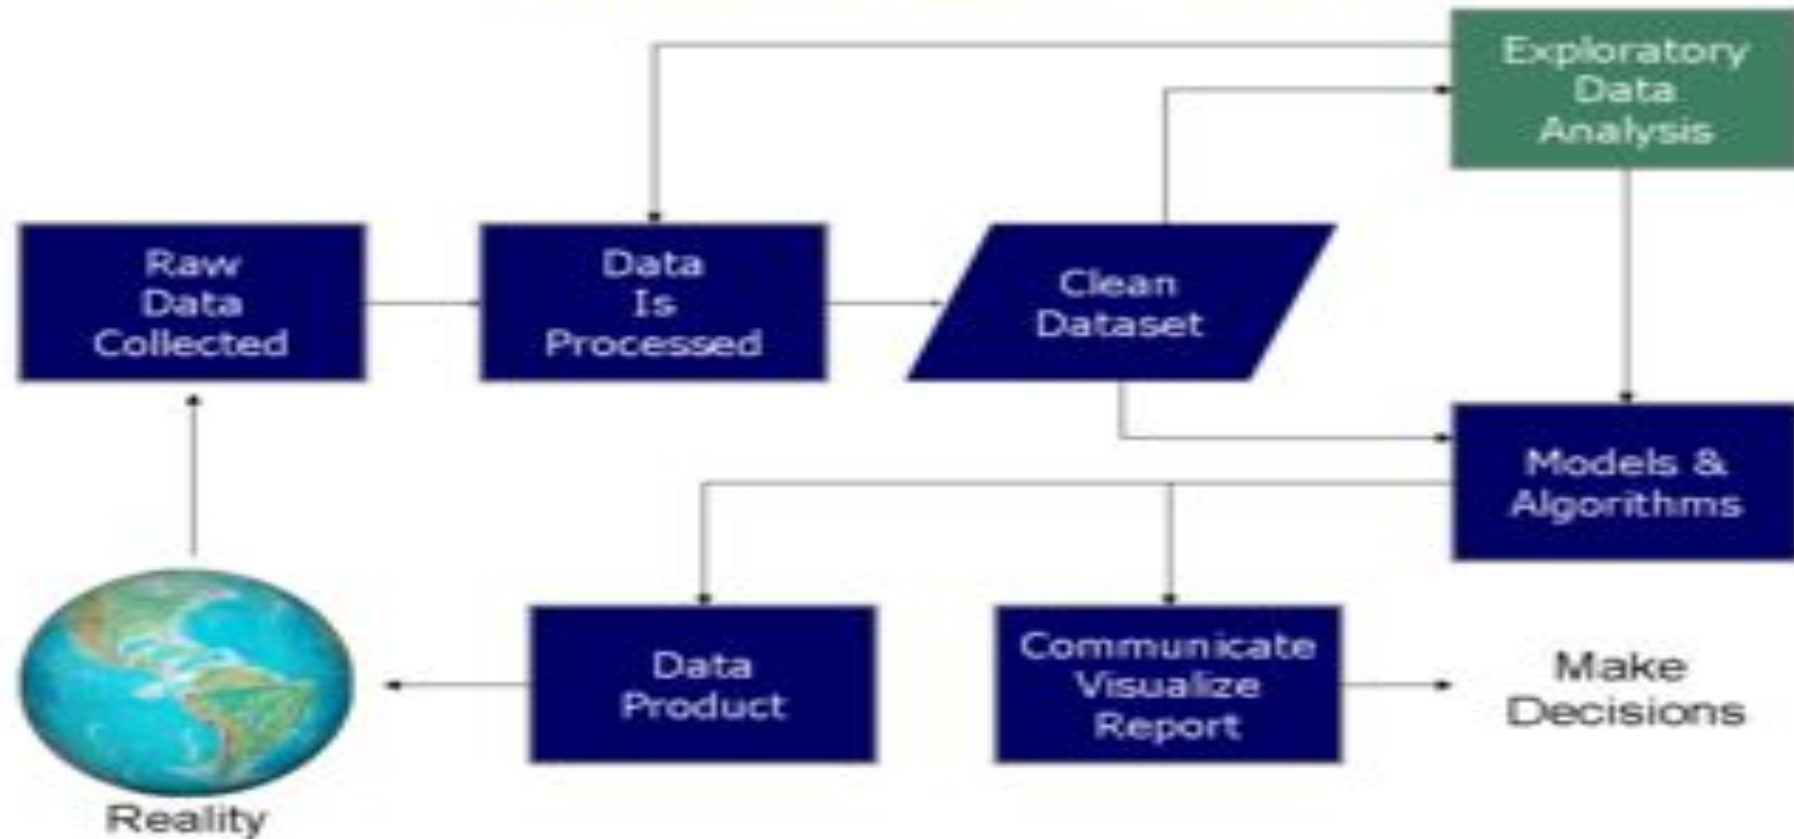 Exploratory
Data
Analysis
Raw
Data
Collected
Data
Is
Processed
Clean
Dataset
Models &
Algorithms
Data
Product
Communicate
Visualize
Report
Make
Decisions
Reality